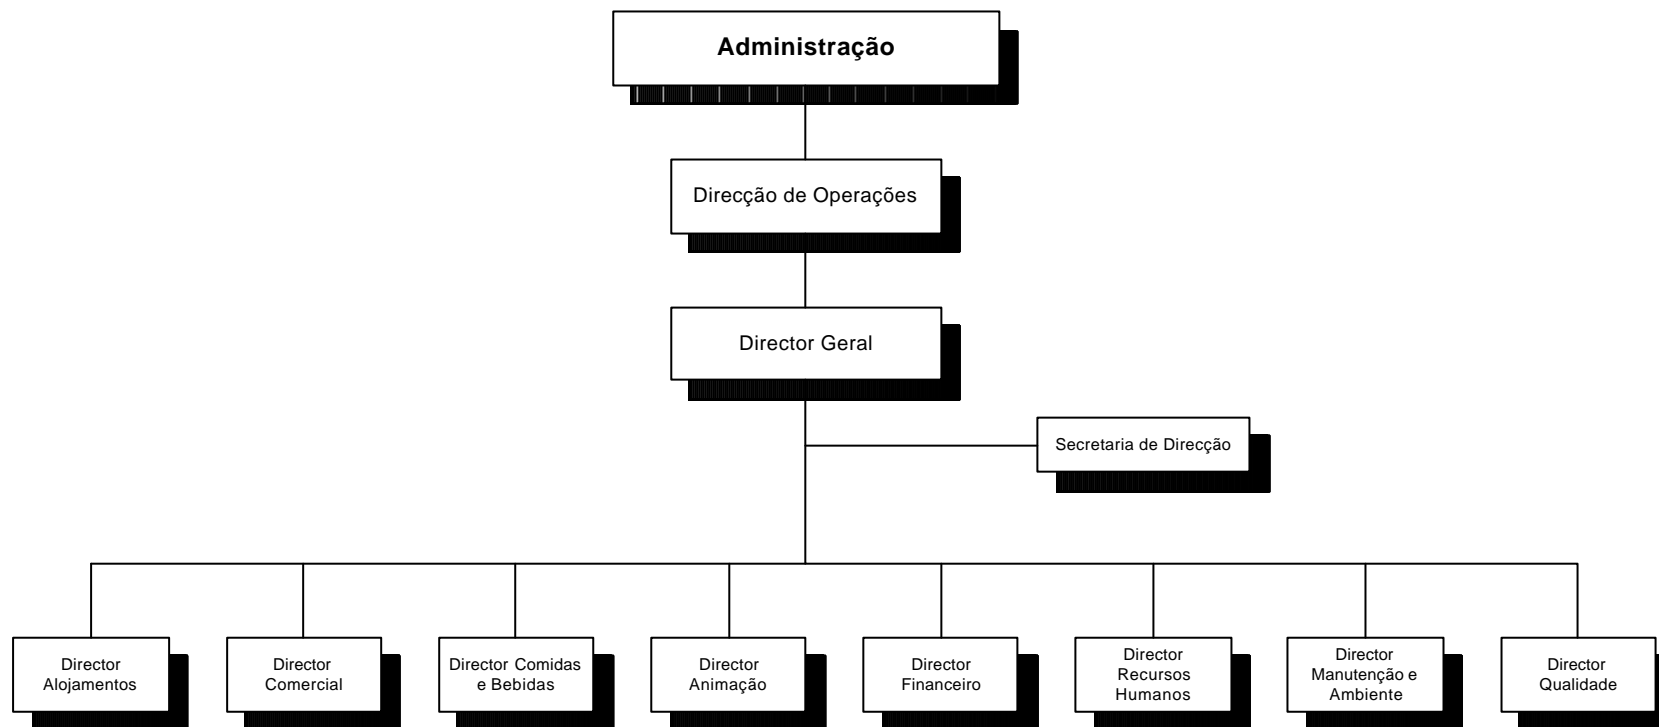 Administração
Direcção de Operações
Director Geral
Secretaria de Direcção
Director
Alojamentos
Director
Comercial
Director Comidas
e Bebidas
Director
Animação
Director
Financeiro
Director
Recursos
Humanos
Director
Manutenção e
Ambiente
Director
Qualidade